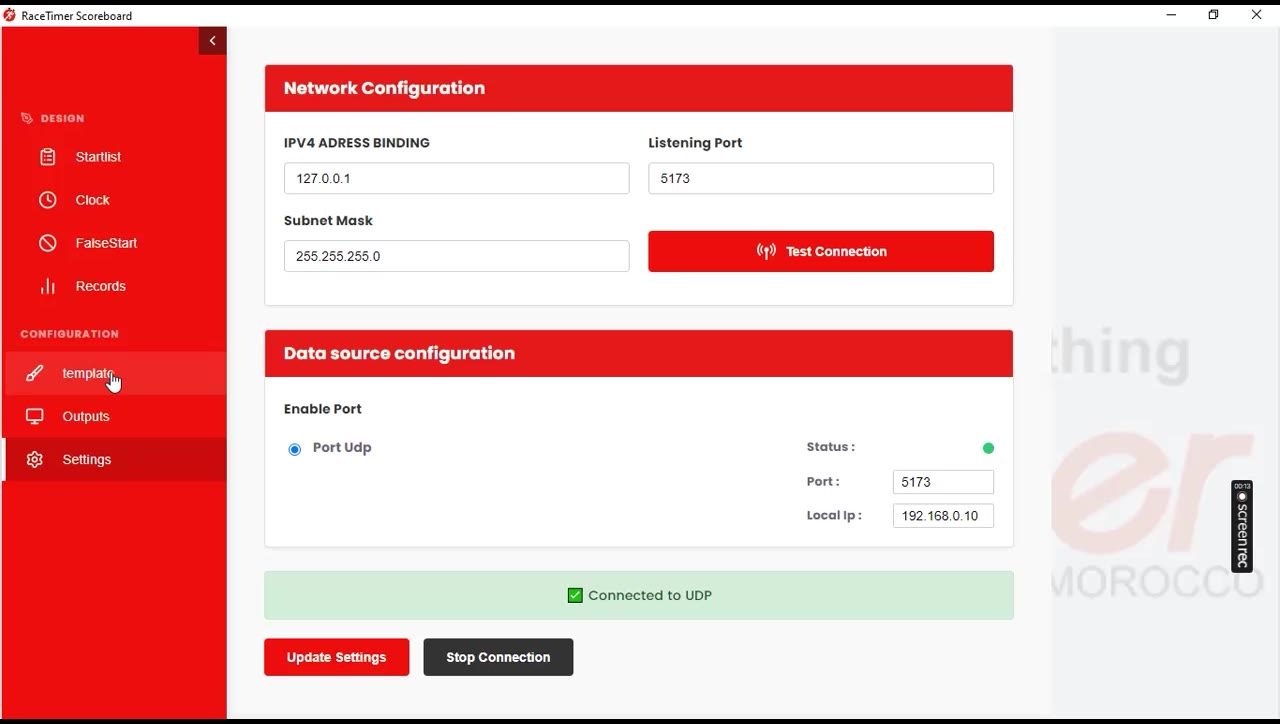 RaceTimer Scoreboard
DESIGN
Startlist
Clock
FalseStart
Records
CONFIGURATION
template
Outputs
Settings
Network Configuration
IPV4 ADRESS BINDING
Listening Port
127.0.0.1
5173
Subnet Mask
255.255.255.0
Test Connection
Data source configuration
Enable Port
Port Udp
Status :
Port :
5173
Local Ip :
192.168.0.10
Connected to UDP
Update Settings
Stop Connection
thing
er
MOROCCO
00:13
screenrec